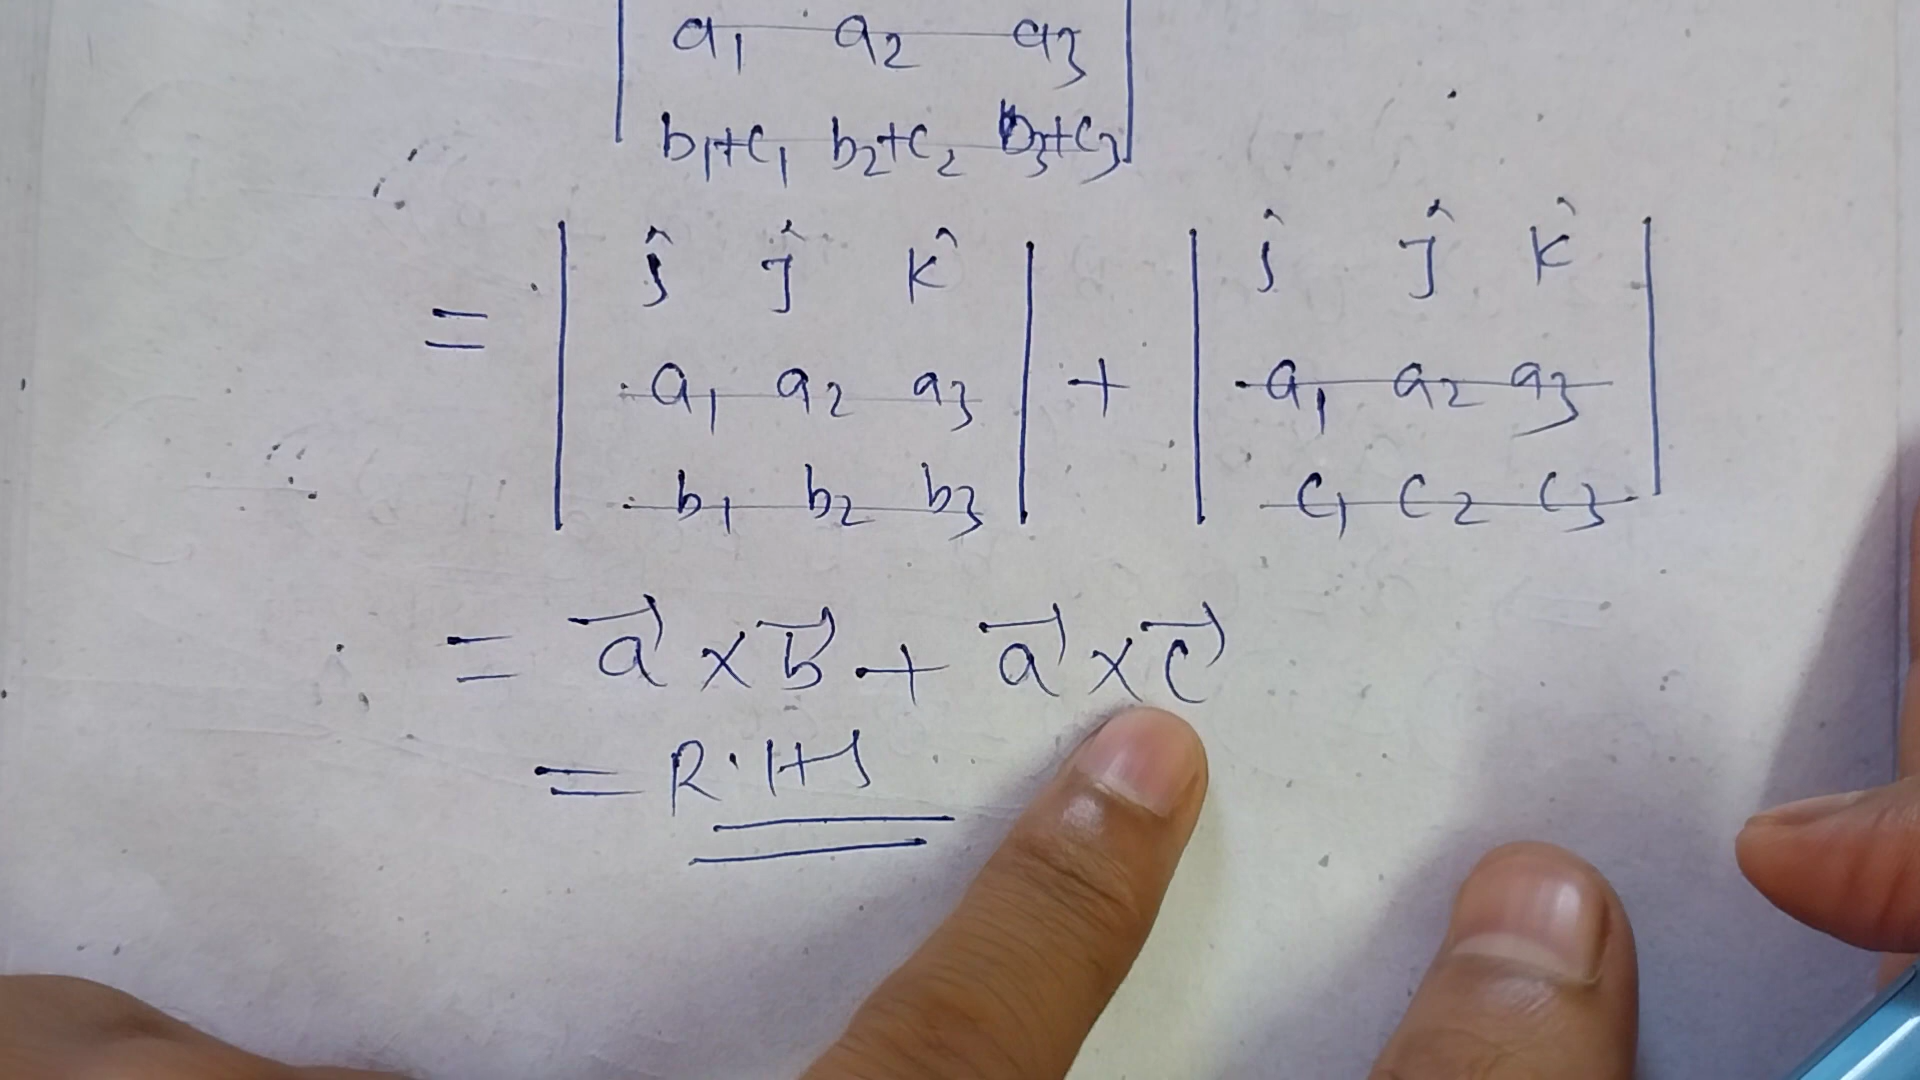 a₁ a₂ a₃
b₁+c₁ b₂+c₂ b₃+c₃
= | î ĵ k̂ | + | î ĵ k̂ |
a₁ a₂ a₃ a₁ a₂ a₃
b₁ b₂ b₃ c₁ c₂ c₃
= a⃗ × b⃗ + a⃗ × c⃗
= R.H.S